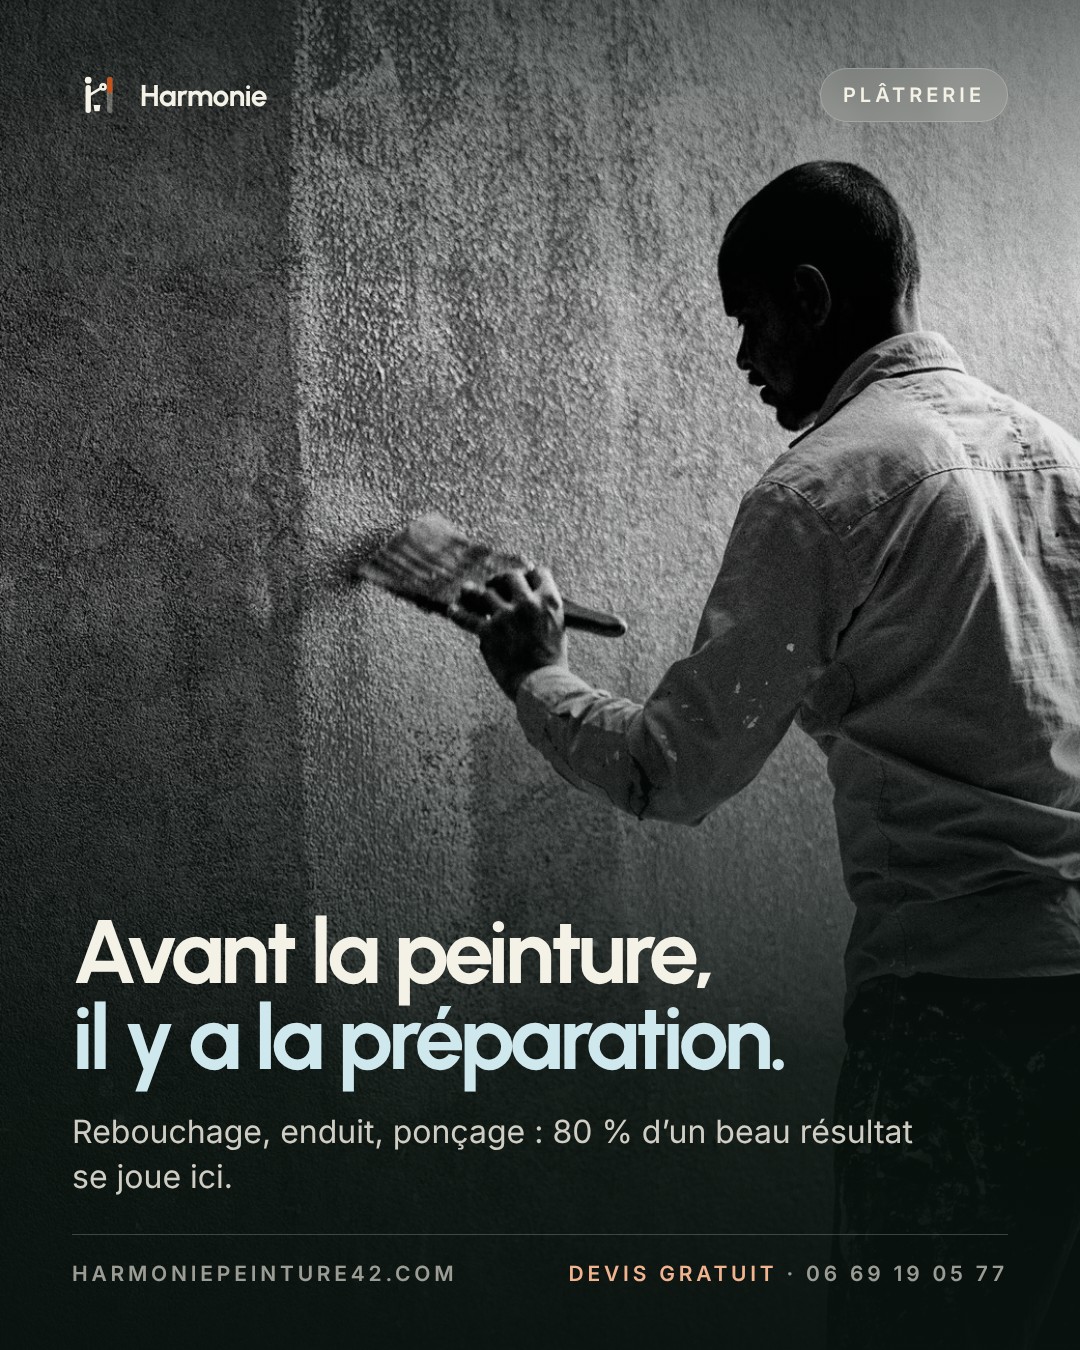 Harmonie
PLÂTRERIE
Avant la peinture,
il y a la préparation.
Rebouchage, enduit, ponçage : 80 % d’un beau résultat
se joue ici.
HARMONIEPEINTURE42.COM
DEVIS GRATUIT · 06 69 19 05 77